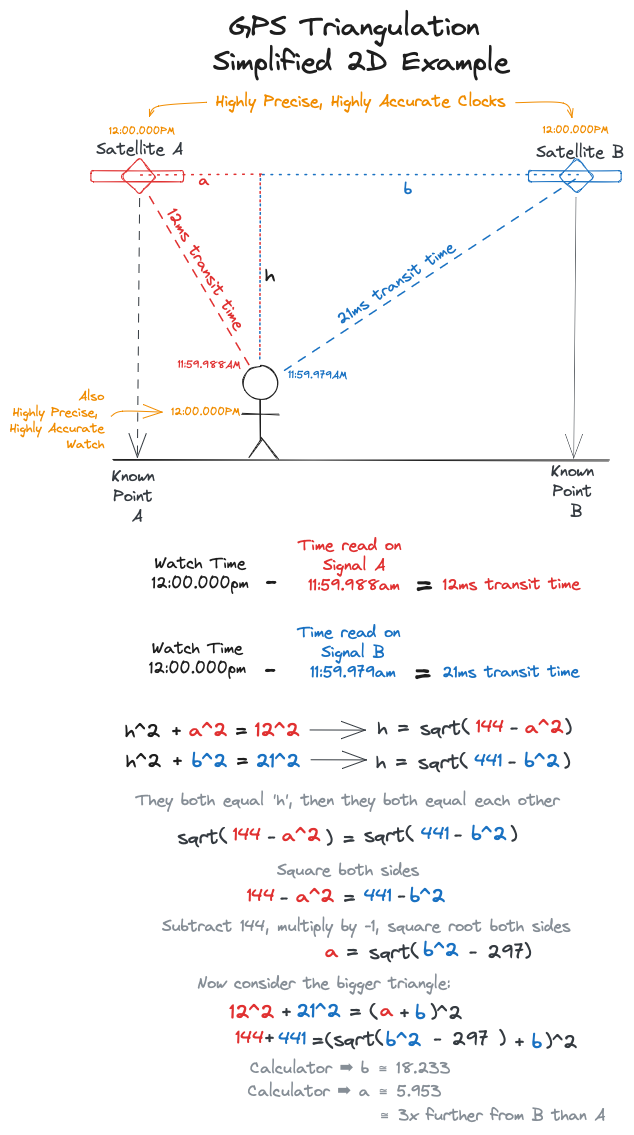 GPS Triangulation
Simplified 2D Example
Highly Precise, Highly Accurate Clocks
12:00.000PM
12:00.000PM
Satellite A
Satellite B
a
b
12ms transit time
h
21ms transit time
11:59.988AM
11:59.979AM
Also
Highly Precise,
Highly Accurate
Watch
12:00.000PM
Known
Point
A
Known
Point
B
Watch Time
12:00.000pm
-
Time read on
Signal A
11:59.988am
= 12ms transit time
Watch Time
12:00.000pm
-
Time read on
Signal B
11:59.979am
= 21ms transit time
h^2 + a^2 = 12^2 → h = sqrt( 144 - a^2)
h^2 + b^2 = 21^2 → h = sqrt( 441 - b^2)
They both equal 'h', then they both equal each other
sqrt( 144 - a^2 ) = sqrt( 441 - b^2)
Square both sides
144 - a^2 = 441 - b^2
Subtract 144, multiply by -1, square root both sides
a = sqrt( b^2 - 297)
Now consider the bigger triangle:
12^2 + 21^2 = (a + b)^2
144+ 441 =(sqrt(b^2 - 297 ) + b)^2
Calculator ➡ b ≅ 18.233
Calculator ➡ a ≅ 5.953
≅ 3x further from B than A